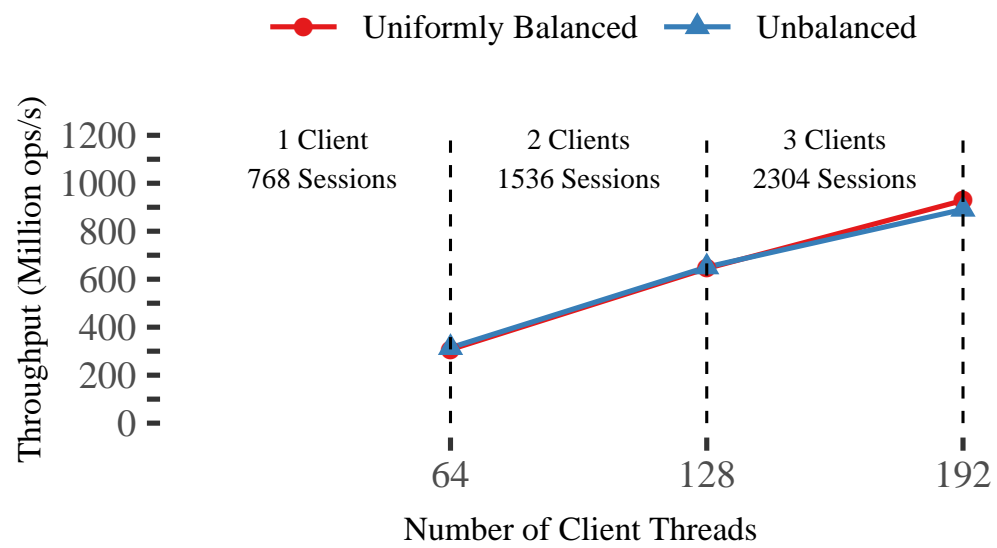 Uniformly Balanced Unbalanced
Throughput (Million ops/s)
1200
1000
800
600
400
200
0
1 Client
768 Sessions
2 Clients
1536 Sessions
3 Clients
2304 Sessions
64 128 192
Number of Client Threads